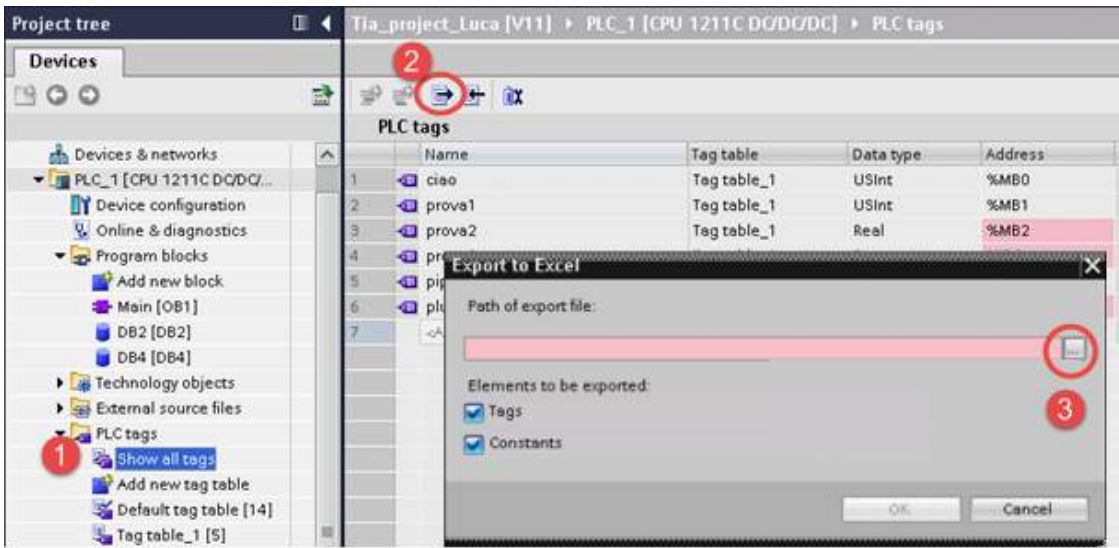 Project tree
Tia_project_Luca [V11] ▸ PLC_1 [CPU 1211C DC/DC/DC] ▸ PLC tags
Devices
2
PLC tags
Name Tag table Data type Address
1 ciao Tag table_1 USInt %MB0
2 prova1 Tag table_1 USInt %MB1
3 prova2 Tag table_1 Real %MB2
4
5
6
7
Devices & networks
PLC_1 [CPU 1211C DC/DC/...
Device configuration
Online & diagnostics
Program blocks
Add new block
Main [OB1]
DB2 [DB2]
DB4 [DB4]
Technology objects
External source files
PLC tags
1
Show all tags
Add new tag table
Default tag table [14]
Tag table_1 [5]
Export to Excel
Path of export file:
...
Elements to be exported:
3
Tags
Constants
OK
Cancel